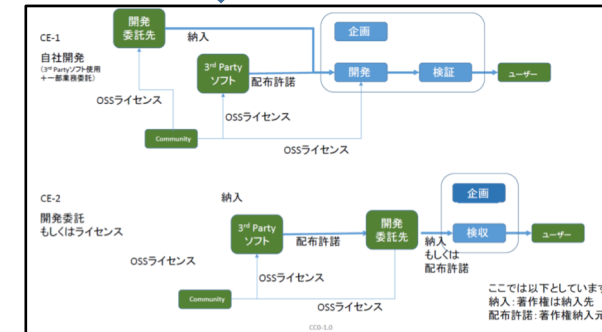 CE-1
自社開発
(3rd Partyソフト使用
+一部業務委託)
開発
委託先
納入
企画
3rd Party
ソフト
配布許諾
開発
検証
ユーザー
OSSライセンス
OSSライセンス
Community
OSSライセンス
CE-2
開発委託
もしくはライセンス
納入
企画
3rd Party
ソフト
配布許諾
開発
委託先
納入
もしくは
配布許諾
検収
ユーザー
OSSライセンス
OSSライセンス
Community
OSSライセンス
ここでは以下としています
納入:著作権は納入先
配布許諾:著作権納入元
CC0-1.0